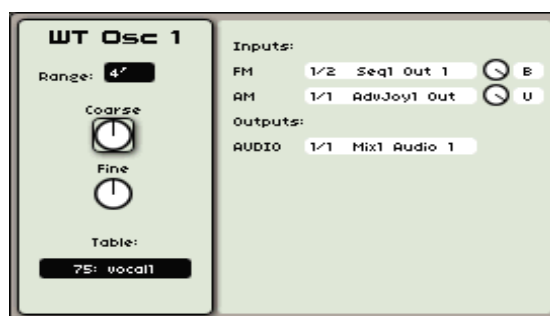 WT Osc 1
Range: 4'
Coarse
Fine
Table:
75: vocal1
Inputs:
FM 1/2 Seq1 Out 1 B
AM 1/1 AdvJoy1 Out U
Outputs:
AUDIO 1/1 Mix1 Audio 1